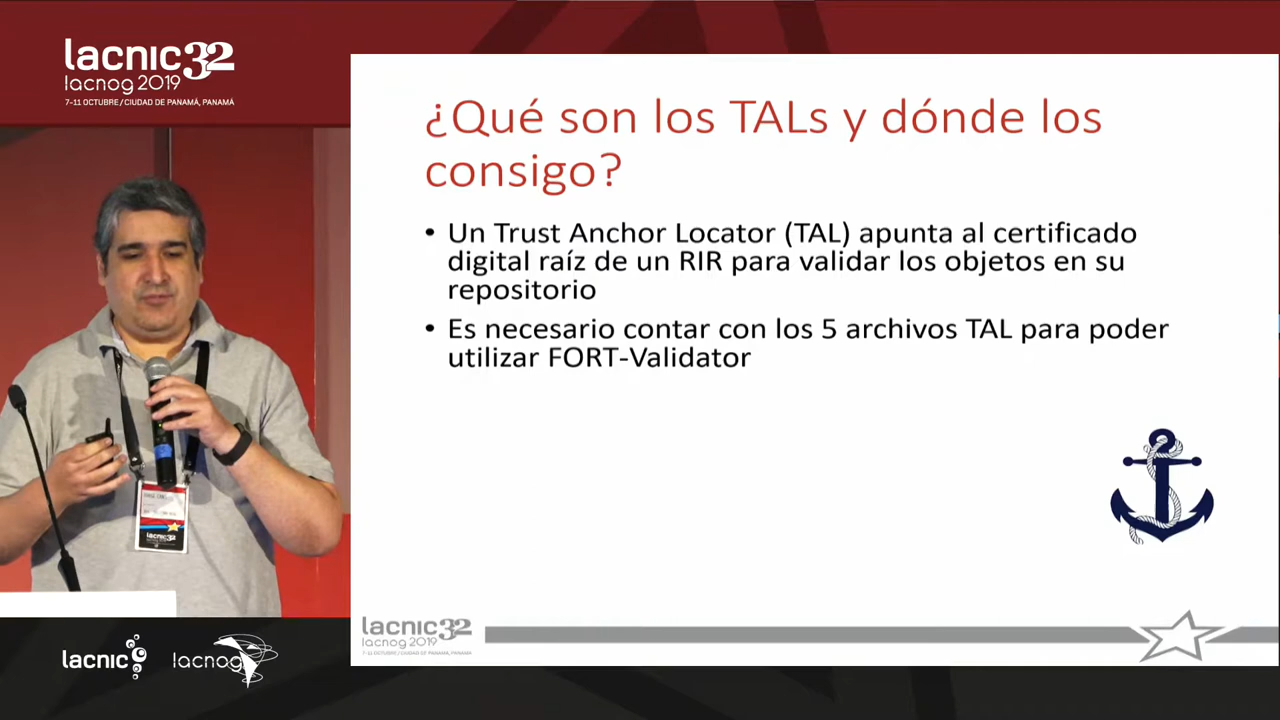 lacnic32
lacnog 2019
7-11 OCTUBRE / CIUDAD DE PANAMÁ, PANAMÁ
¿Qué son los TALs y dónde los
consigo?
• Un Trust Anchor Locator (TAL) apunta al certificado
digital raíz de un RIR para validar los objetos en su
repositorio
• Es necesario contar con los 5 archivos TAL para poder
utilizar FORT-Validator
lacnic32
lacnic32
lacnog 2019
7-11 OCTUBRE / CIUDAD DE PANAMÁ, PANAMÁ
lacnic
lacnog